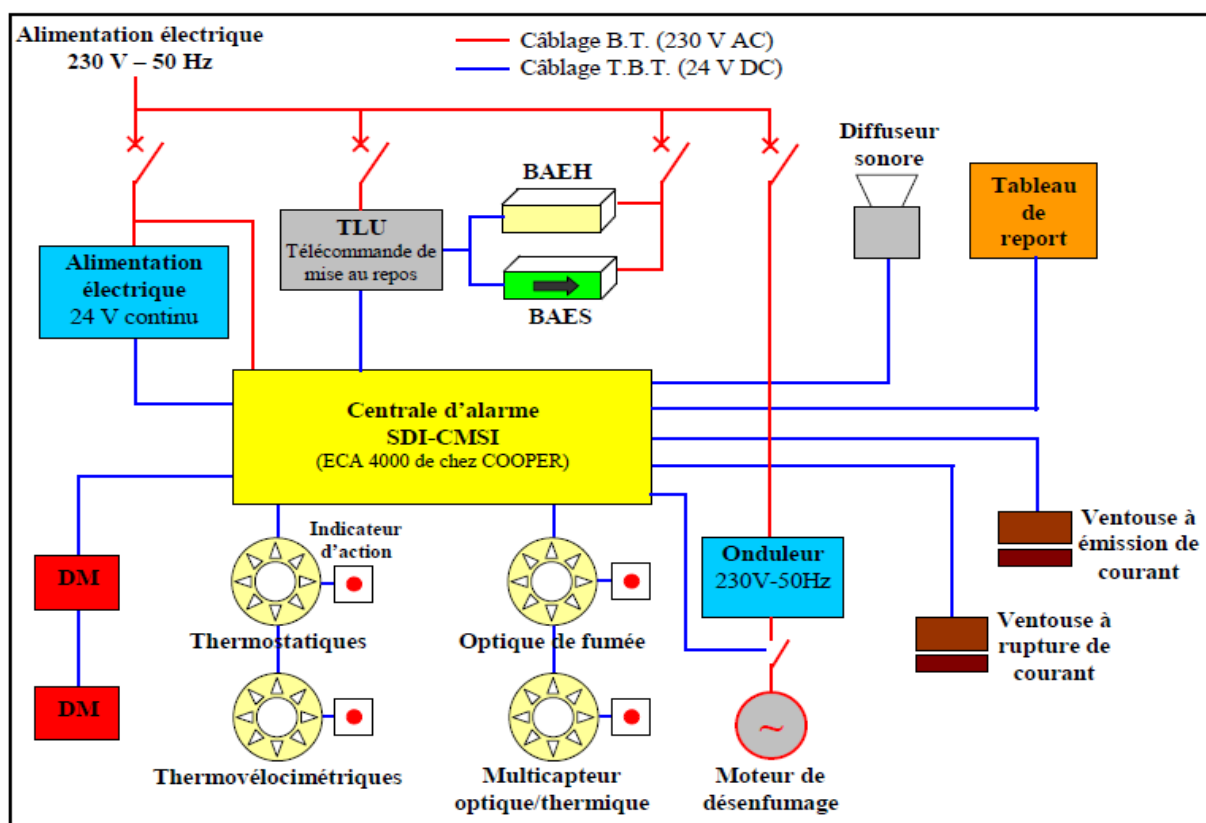 Alimentation électrique
230 V – 50 Hz
Câblage B.T. (230 V AC)
Câblage T.B.T. (24 V DC)
Diffuseur
sonore
BAEH
Tableau
de
report
TLU
Télécommande de
mise au repos
Alimentation
électrique
24 V continu
BAES
Centrale d'alarme
SDI-CMSI
(ECA 4000 de chez COOPER)
Indicateur
d'action
Ventouse à
émission de
courant
DM
Onduleur
230V-50Hz
Thermostatiques
Optique de fumée
Ventouse à
rupture de
courant
DM
~
Thermovélocimétriques
Multicapteur
optique/thermique
Moteur de
désenfumage